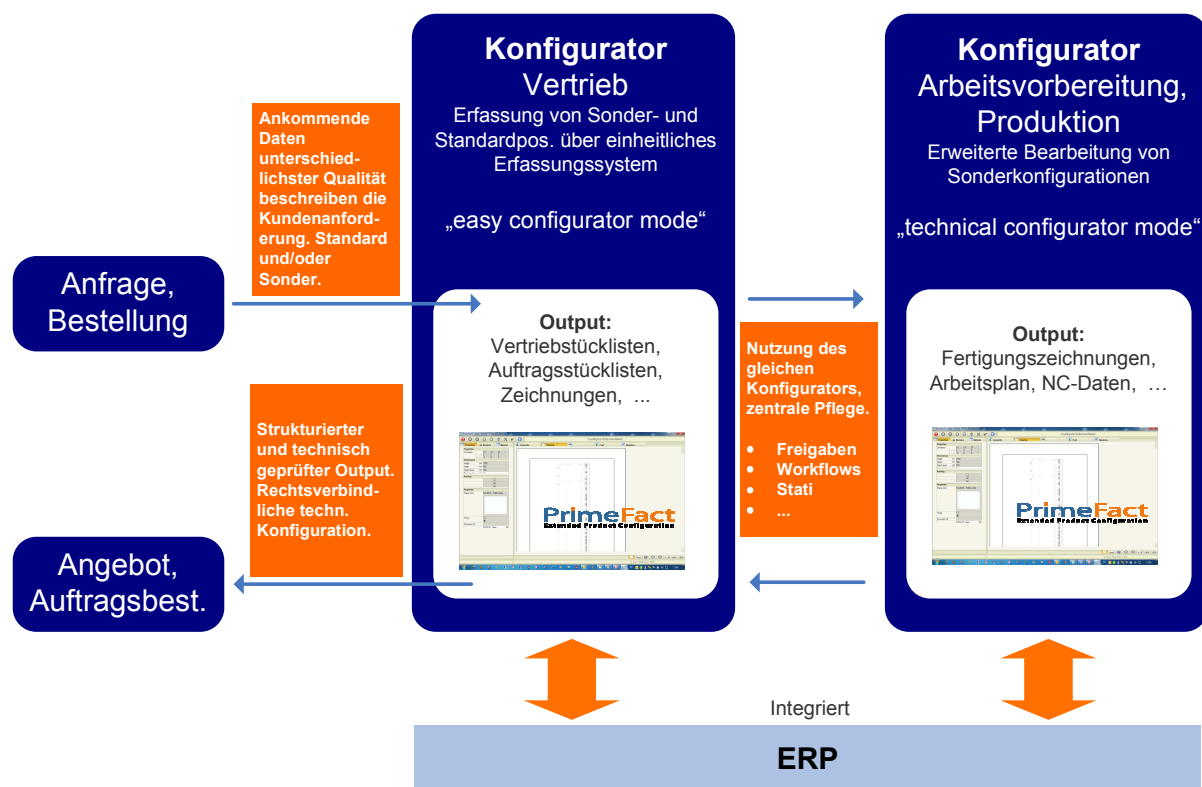 Konfigurator
Vertrieb
Erfassung von Sonder- und
Standardpos. über einheitliches
Erfassungssystem
„easy configurator mode“
Konfigurator
Arbeitsvorbereitung,
Produktion
Erweiterte Bearbeitung von
Sonderkonfigurationen
„technical configurator mode“
Ankommende
Daten
unterschied-
lichster Qualität
beschreiben die
Kundenanford-
erung. Standard
und/oder
Sonder.
Anfrage,
Bestellung
Output:
Vertriebstücklisten,
Auftragsstücklisten,
Zeichnungen, ...
PrimeFact
Extended Product Configuration
Nutzung des
gleichen
Konfigurators,
zentrale Pflege.
• Freigaben
• Workflows
• Stati
• ...
Output:
Fertigungszeichnungen,
Arbeitsplan, NC-Daten, …
PrimeFact
Extended Product Configuration
Strukturierter
und technisch
geprüfter Output.
Rechtsverbind-
liche techn.
Konfiguration.
Angebot,
Auftragsbest.
Integriert
ERP